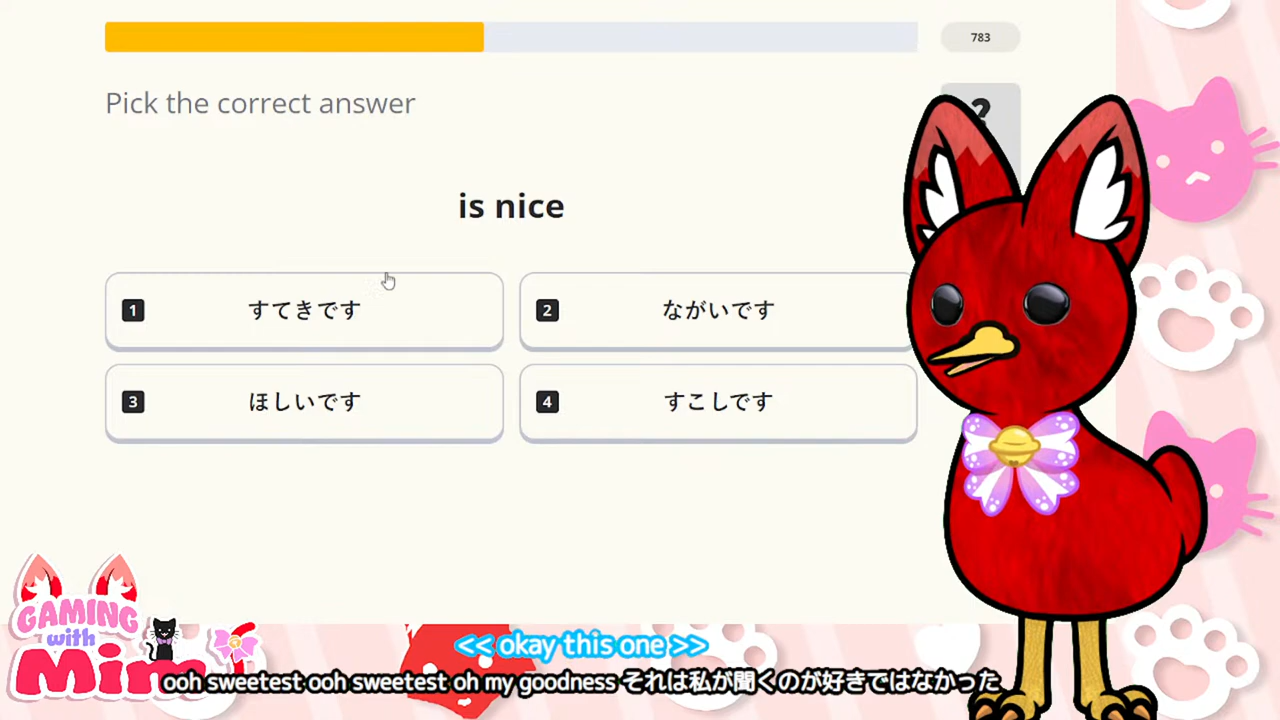 783
Pick the correct answer
?
is nice
1 すてきです
2 ながいです
3 ほしいです
4 すこしです
GAMING
with
Mim
<< okay this one >>
ooh sweetest ooh sweetest oh my goodness それは私が聞くのが好きではなかった